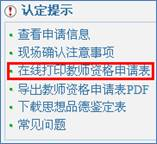 认定提示
查看申请信息
现场确认注意事项
在线打印教师资格申请表
导出教师资格申请表PDF
下载思想品德鉴定表
常见问题